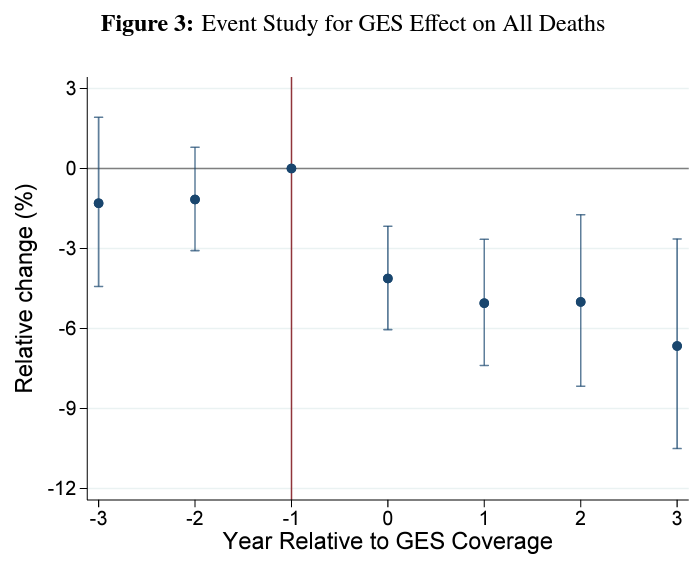 Figure 3: Event Study for GES Effect on All Deaths
3
0
-3
-6
-9
-12
Relative change (%)
-3 -2 -1 0 1 2 3
Year Relative to GES Coverage